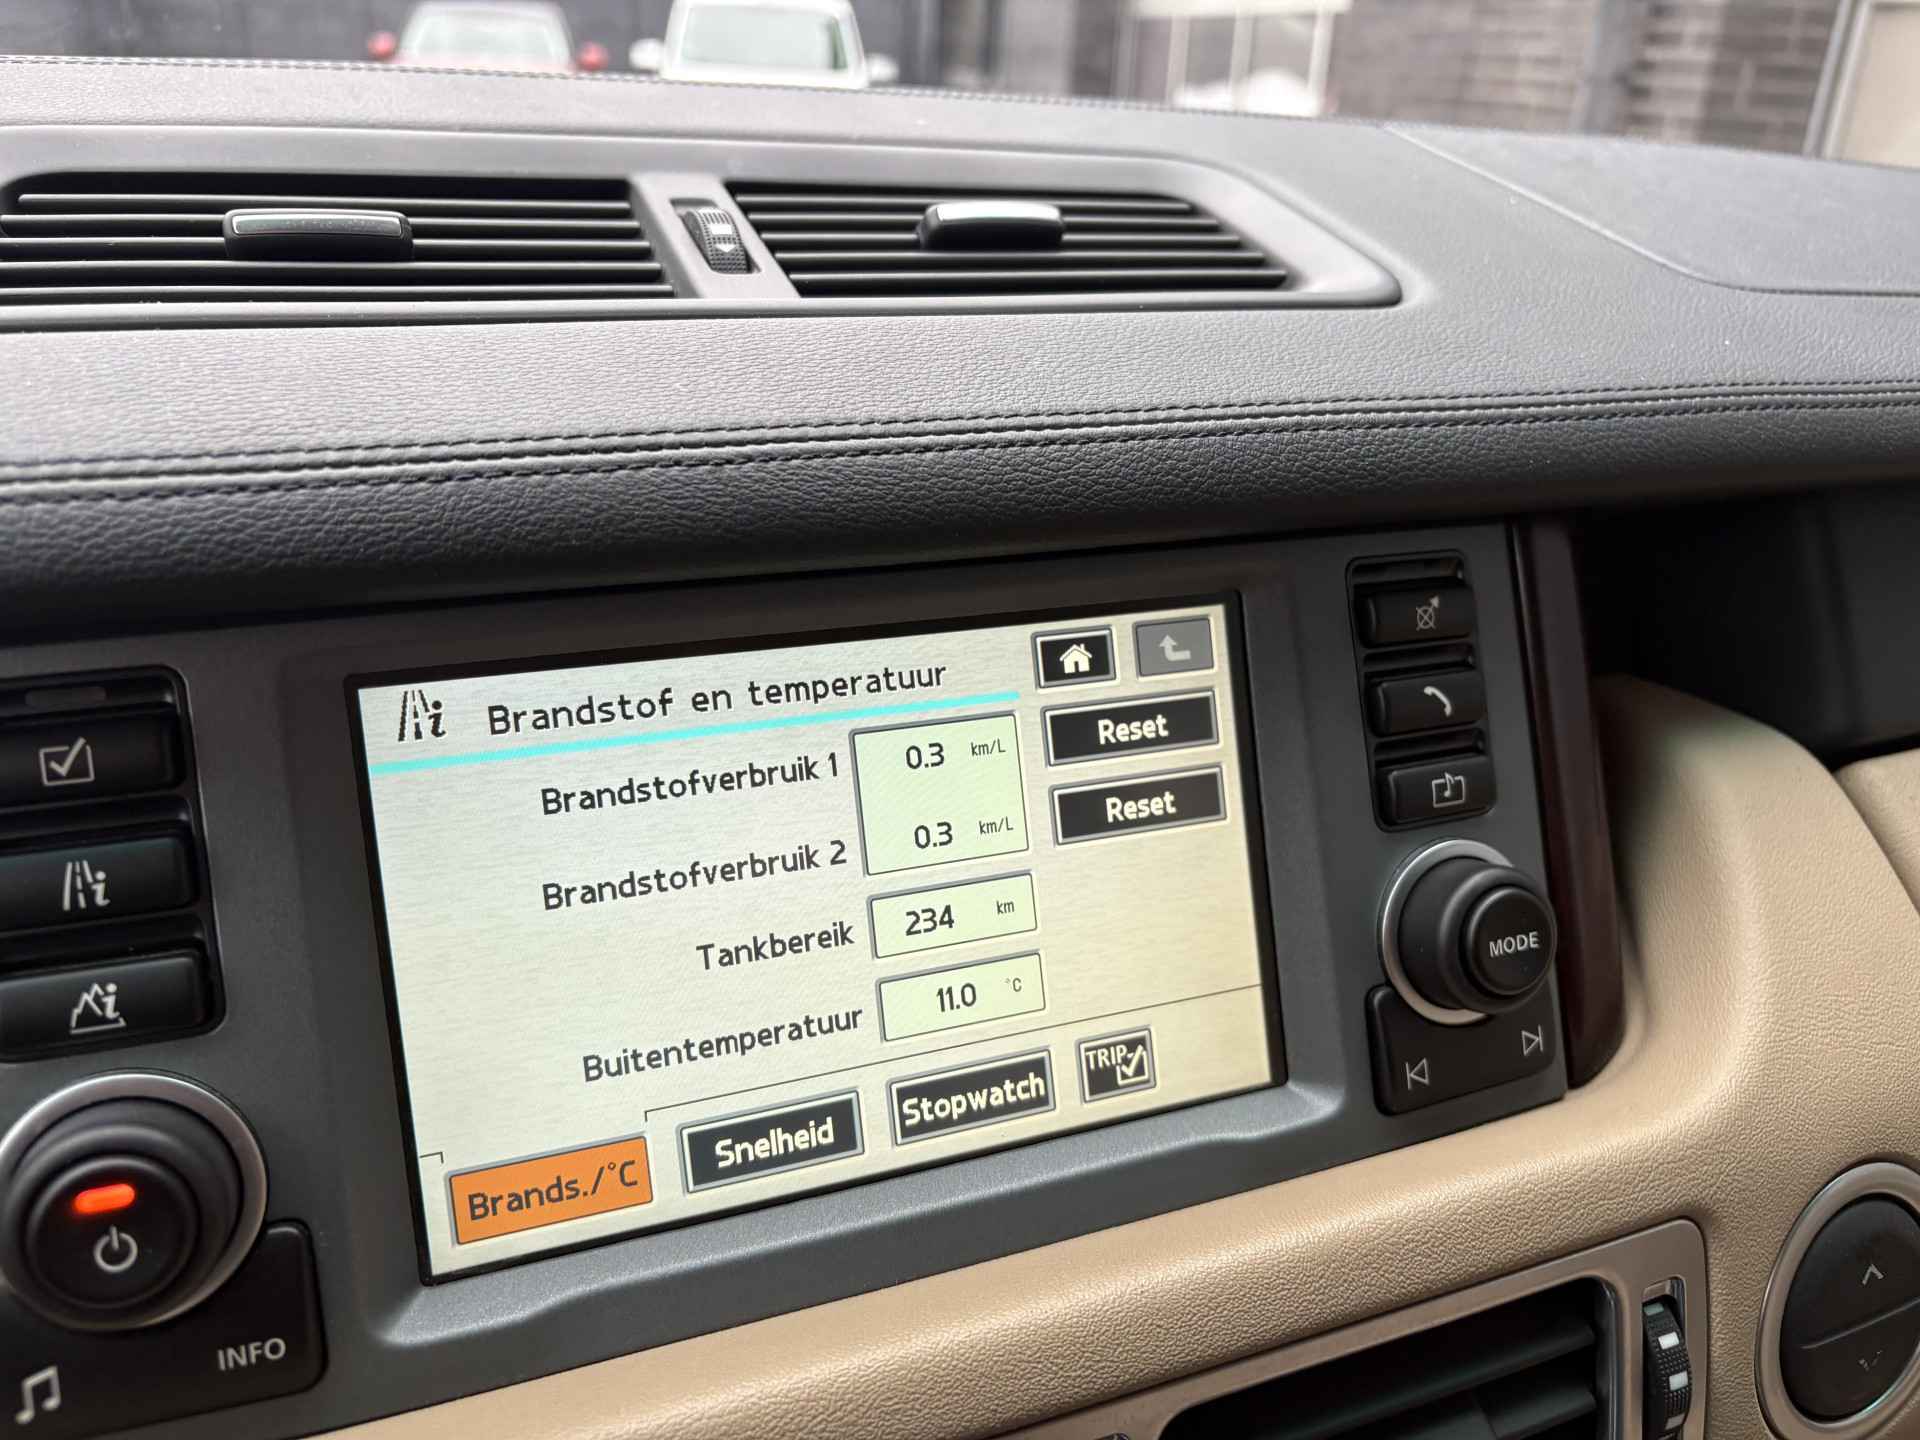 Brandstof en temperatuur
Brandstofverbruik 1 0.3 km/L Reset
Brandstofverbruik 2 0.3 km/L Reset
Tankbereik 234 km
Buitentemperatuur 11.0 °C
Brands./°C Snelheid Stopwatch TRIP
MODE
INFO